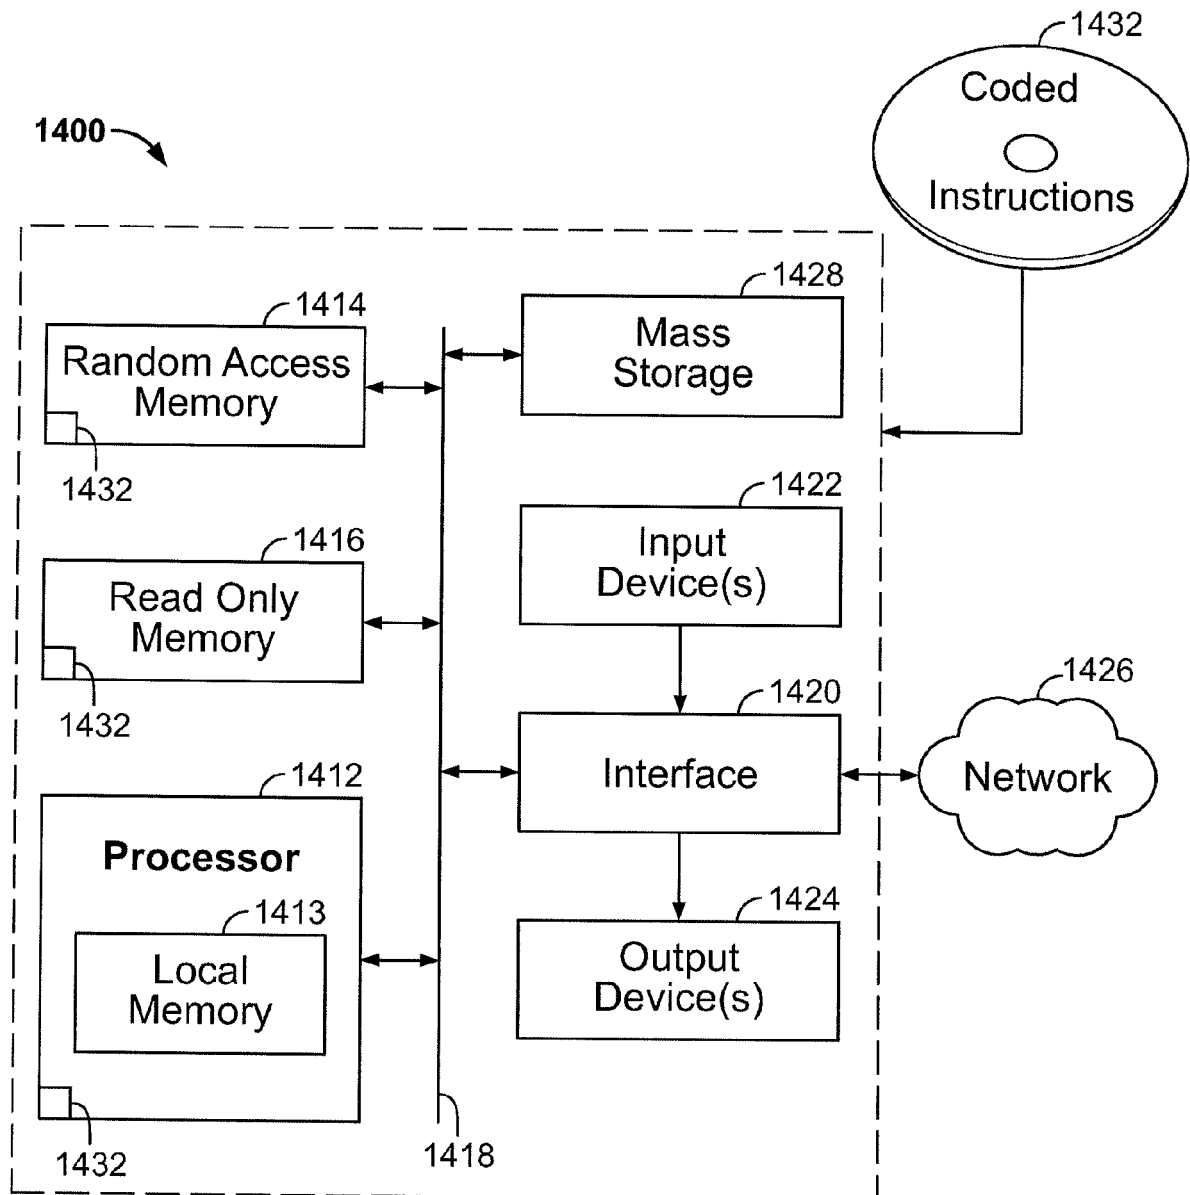 1432
Coded
Instructions
1400
1414
Random Access
Memory
1432
1428
Mass
Storage
1416
Read Only
Memory
1432
1422
Input
Device(s)
1420
Interface
1426
Network
1412
Processor
1413
Local
Memory
1432
1424
Output
Device(s)
1418